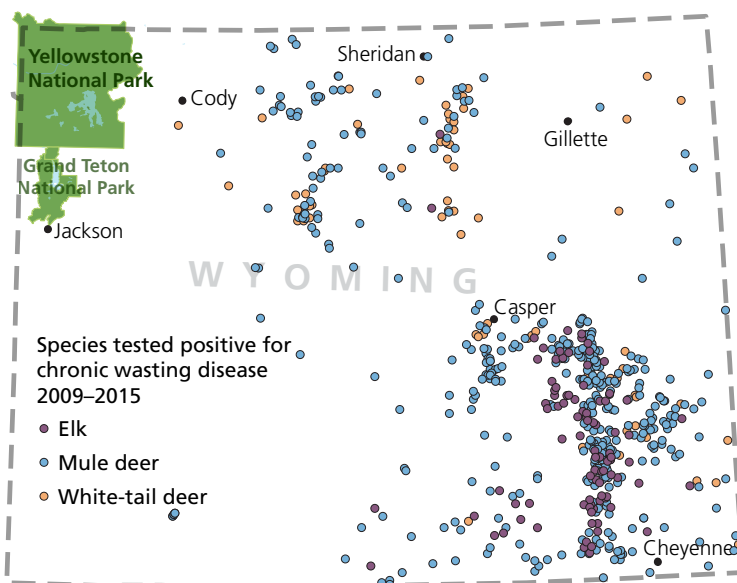 Yellowstone
National Park
Sheridan
Cody
Gillette
Grand Teton
National Park
Jackson
WYOMING
Casper
Species tested positive for
chronic wasting disease
2009–2015
Elk
Mule deer
White-tail deer
Cheyenne